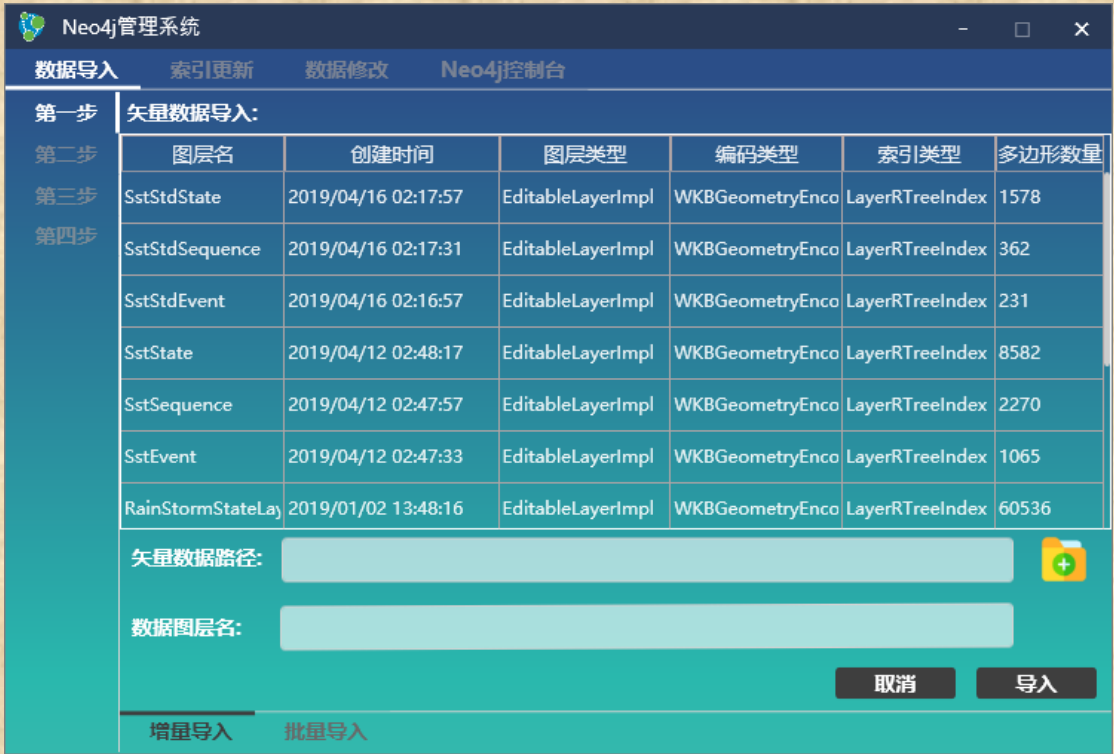 Neo4j管理系统
数据导入 索引更新 数据修改 Neo4j控制台
第一步 矢量数据导入:
第二步 图层名 创建时间 图层类型 编码类型 索引类型 多边形数量
第三步 SstStdState 2019/04/16 02:17:57 EditableLayerImpl WKBGeometryEnco LayerRTreeIndex 1578
第四步 SstStdSequence 2019/04/16 02:17:31 EditableLayerImpl WKBGeometryEnco LayerRTreeIndex 362
SstStdEvent 2019/04/16 02:16:57 EditableLayerImpl WKBGeometryEnco LayerRTreeIndex 231
SstState 2019/04/12 02:48:17 EditableLayerImpl WKBGeometryEnco LayerRTreeIndex 8582
SstSequence 2019/04/12 02:47:57 EditableLayerImpl WKBGeometryEnco LayerRTreeIndex 2270
SstEvent 2019/04/12 02:47:33 EditableLayerImpl WKBGeometryEnco LayerRTreeIndex 1065
RainStormStateLay 2019/01/02 13:48:16 EditableLayerImpl WKBGeometryEnco LayerRTreeIndex 60536
矢量数据路径:
数据图层名:
取消 导入
增量导入 批量导入